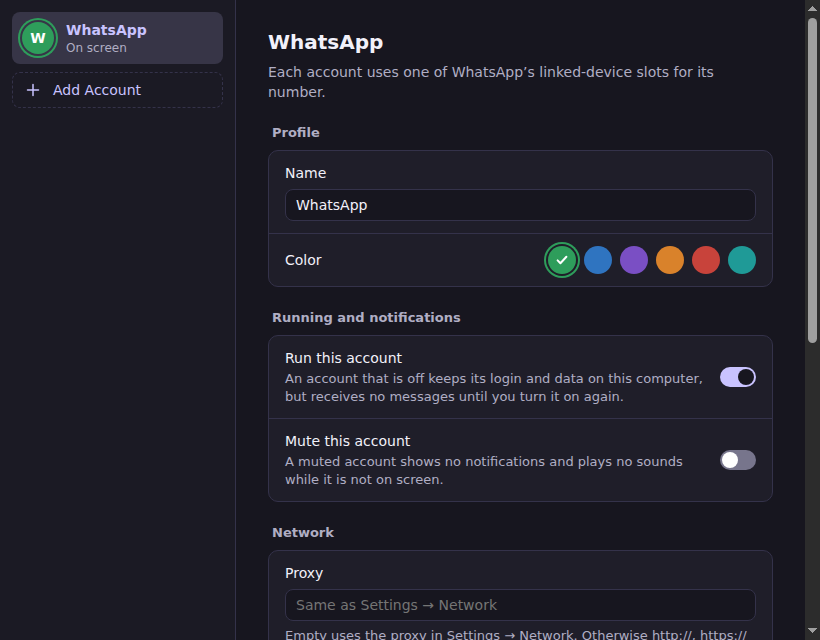 W
WhatsApp
On screen
Add Account
WhatsApp
Each account uses one of WhatsApp’s linked-device slots for its
number.
Profile
Name
WhatsApp
Color
Running and notifications
Run this account
An account that is off keeps its login and data on this computer,
but receives no messages until you turn it on again.
Mute this account
A muted account shows no notifications and plays no sounds
while it is not on screen.
Network
Proxy
Same as Settings → Network
Empty uses the proxy in Settings → Network. Otherwise http://, https://